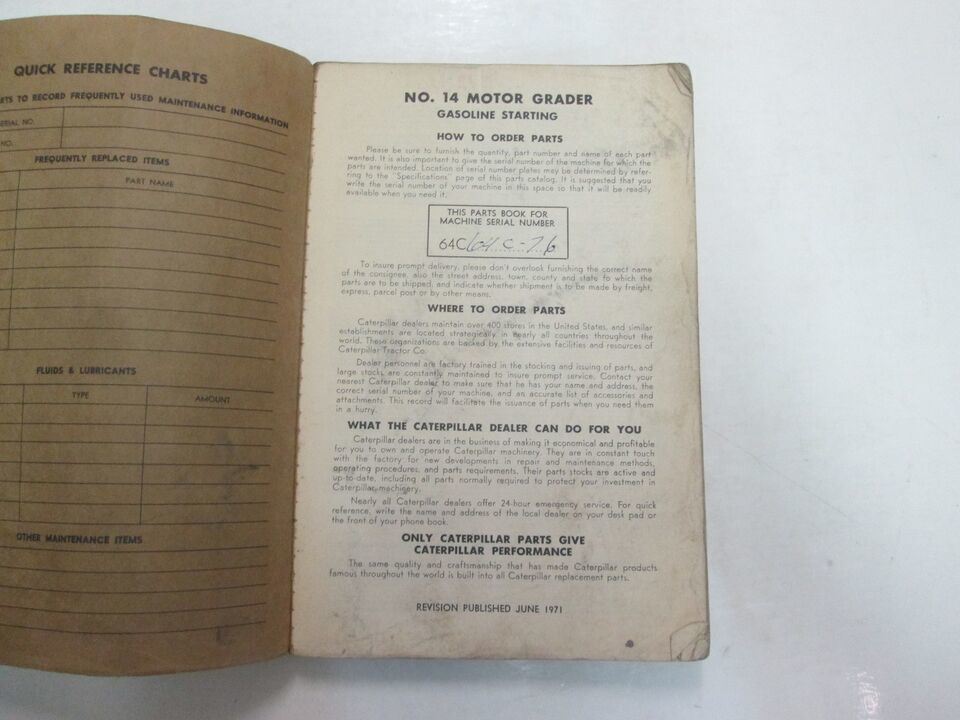 QUICK REFERENCE CHARTS
RTS TO RECORD FREQUENTLY USED MAINTENANCE INFORMATION
SERIAL NO.
NO.
FREQUENTLY REPLACED ITEMS
PART NAME
FLUIDS & LUBRICANTS
TYPE
AMOUNT
OTHER MAINTENANCE ITEMS
NO. 14 MOTOR GRADER
GASOLINE STARTING
HOW TO ORDER PARTS
Please be sure to furnish the quantity, part number and name of each part
wanted. It is also important to give the serial number of the machine for which the
parts are intended. Location of serial number plates may be determined by refer-
ring to the "Specifications" page of this parts catalog. It is suggested that you
write the serial number of your machine in this space so that it will be readily
available when you need it.
THIS PARTS BOOK FOR
MACHINE SERIAL NUMBER
64C 64C-76
To insure prompt delivery, please don't overlook furnishing the correct name
of the consignee, also the street address, town, county and state to which the
parts are to be shipped, and indicate whether shipment is to be made by freight,
express, parcel post or by other means.
WHERE TO ORDER PARTS
Caterpillar dealers maintain over 400 stores in the United States, and similar
establishments are located strategically in nearly all countries throughout the
world. These organizations are backed by the extensive facilities and resources of
Caterpillar Tractor Co.
Dealer personnel are factory trained in the stocking and issuing of parts, and
large stocks are constantly maintained to insure prompt service. Contact your
nearest Caterpillar dealer to make sure that he has your name and address, the
correct serial number of your machine, and an accurate list of accessories and
attachments. This record will facilitate the issuance of parts when you need them
in a hurry.
WHAT THE CATERPILLAR DEALER CAN DO FOR YOU
Caterpillar dealers are in the business of making it economical and profitable
for you to own and operate Caterpillar machinery. They are in constant touch
with the factory for new developments in repair and maintenance methods,
operating procedures, and parts requirements. Their parts stocks are active and
up-to-date, including all parts normally required to protect your investment in
Caterpillar machinery.
Nearly all Caterpillar dealers offer 24-hour emergency service. For quick
reference, write the name and address of the local dealer on your desk pad or
the front of your phone book.
ONLY CATERPILLAR PARTS GIVE
CATERPILLAR PERFORMANCE
The same quality and craftsmanship that has made Caterpillar products
famous throughout the world is built into all Caterpillar replacement parts.
REVISION PUBLISHED JUNE 1971